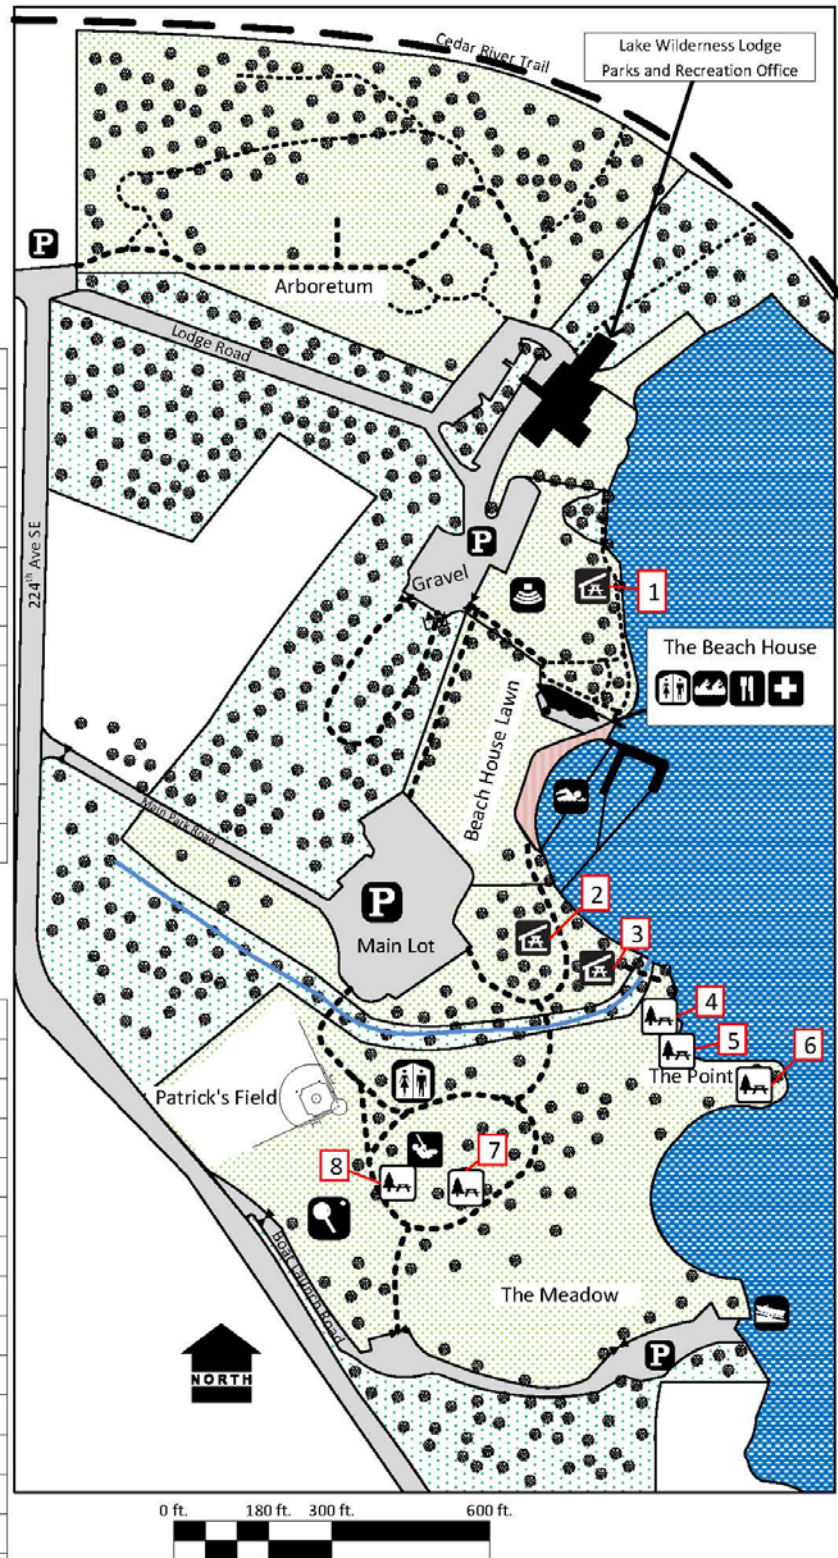 Cedar River Trail
Lake Wilderness Lodge
Parks and Recreation Office
P
Arboretum
Lodge Road
224th Ave SE
P
Gravel
1
The Beach House
Beach House Lawn
Main Park Road
P
Main Lot
2
3
4
5
6
The Point
Patrick's Field
7
8
Boat Launch Road
The Meadow
P
NORTH
0 ft. 180 ft. 300 ft. 600 ft.